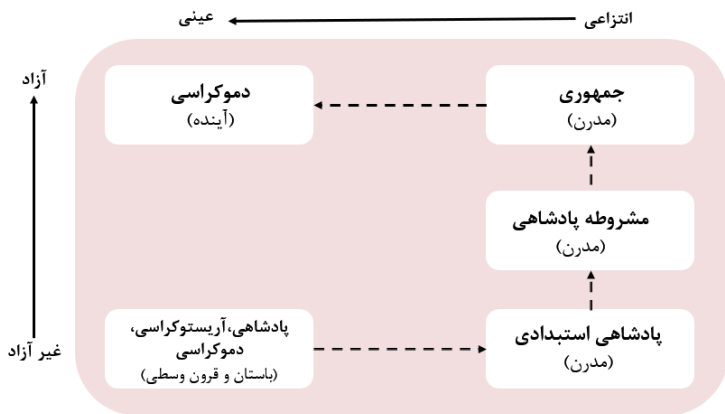 انتزاعی
عینی
آزاد
غیر آزاد
جمهوری
(مدرن)
دموکراسی
(آینده)
مشروطه پادشاهی
(مدرن)
پادشاهی استبدادی
(مدرن)
پادشاهی،آریستوکراسی،
دموکراسی
(باستان و قرون وسطی)